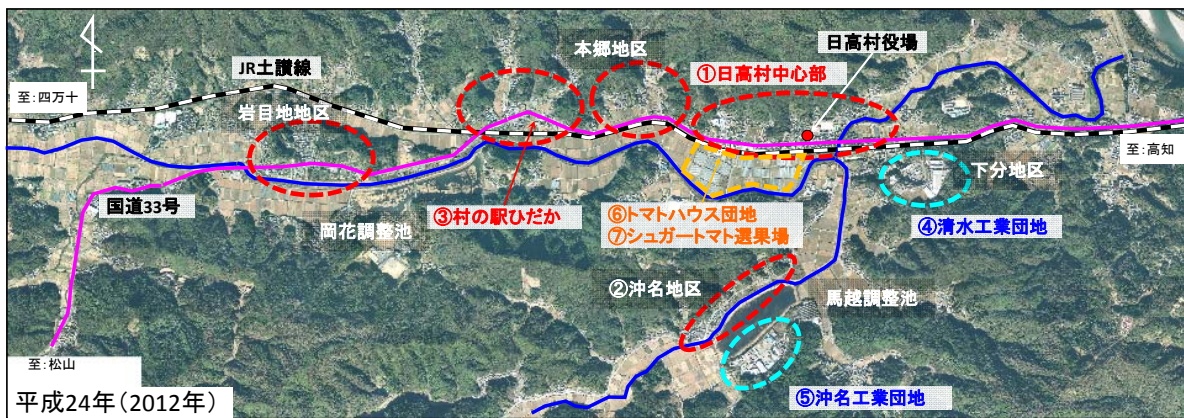 本郷地区
日高村役場
JR土讃線
①日高村中心部
至:四万十
岩目地地区
至:高知
下分地区
国道33号
③村の駅ひだか
⑥トマトハウス団地
⑦シュガートマト選果場
④清水工業団地
岡花調整池
②沖名地区
馬越調整池
至:松山
⑤沖名工業団地
平成24年(2012年)